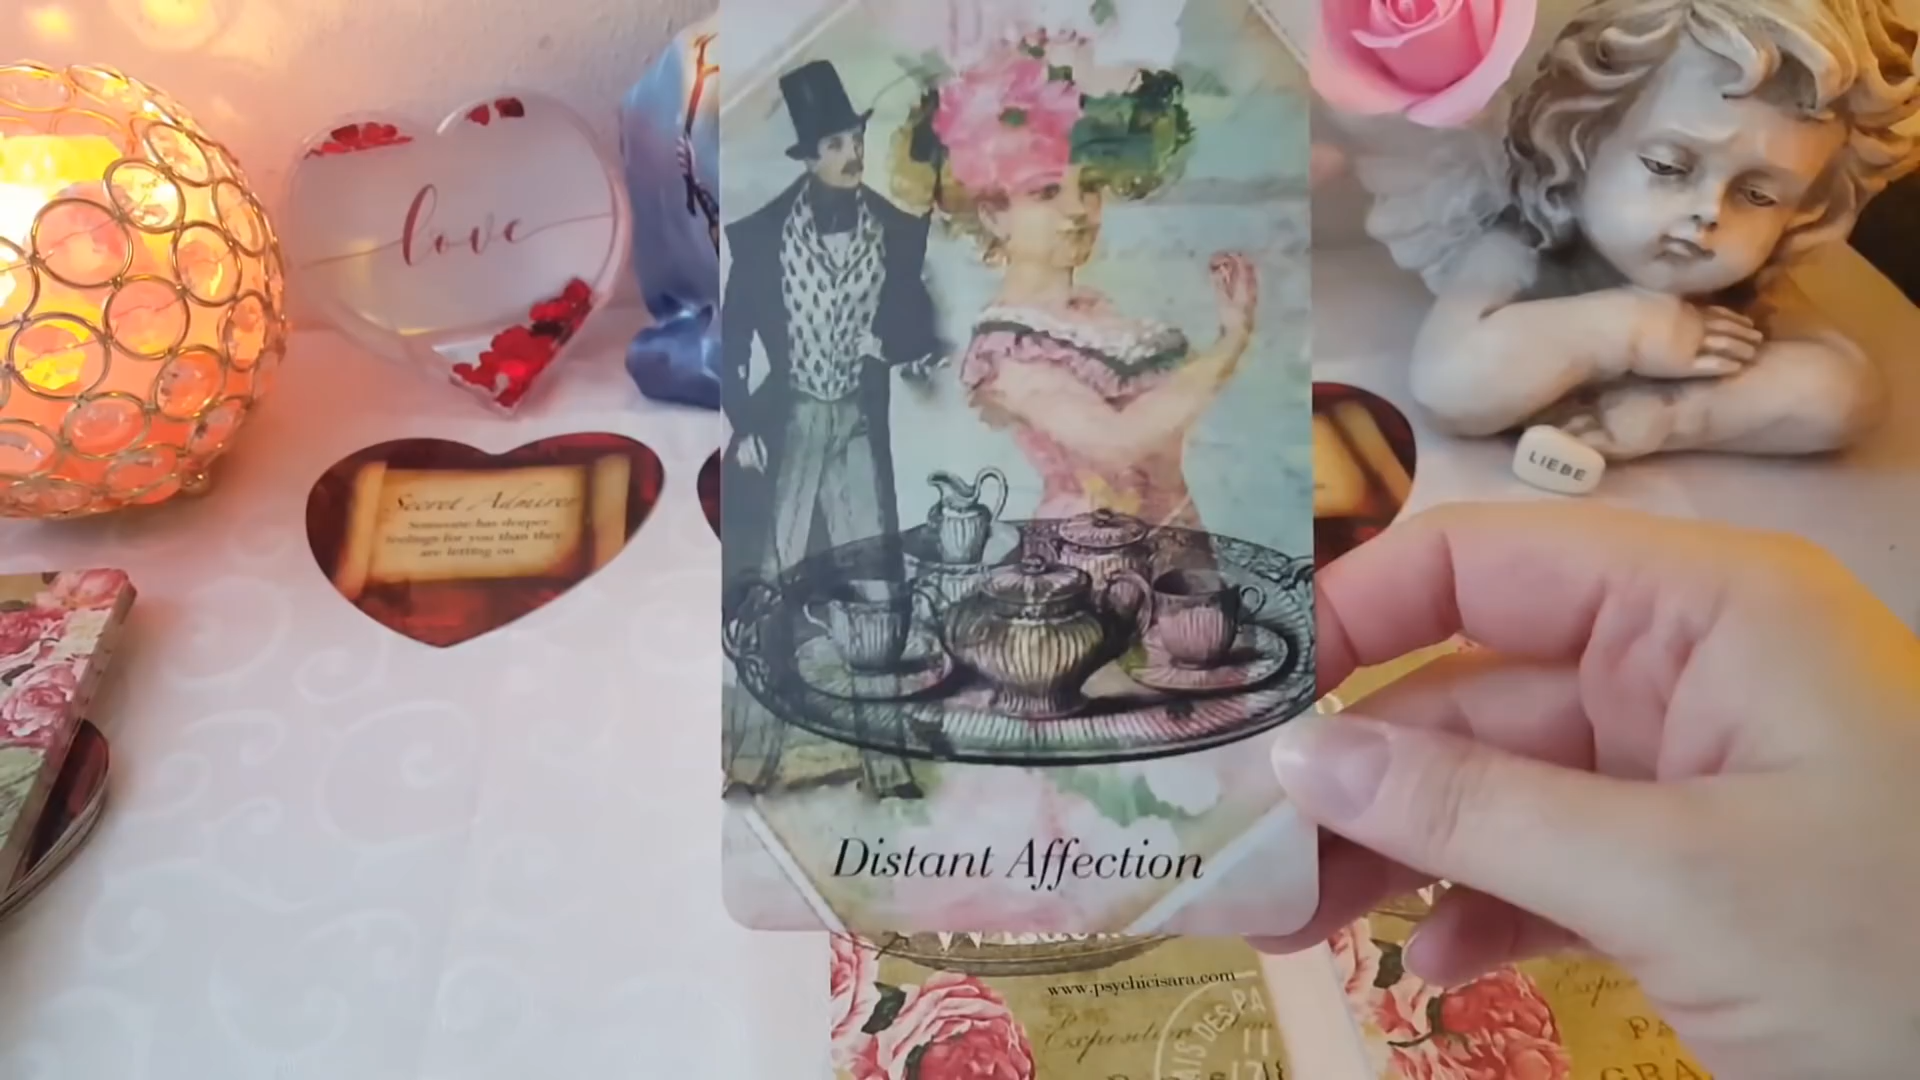 love
Secret Admirer
Someone has deeper
feelings for you than they
are letting on
LIEBE
Distant Affection
www.psychicisara.com